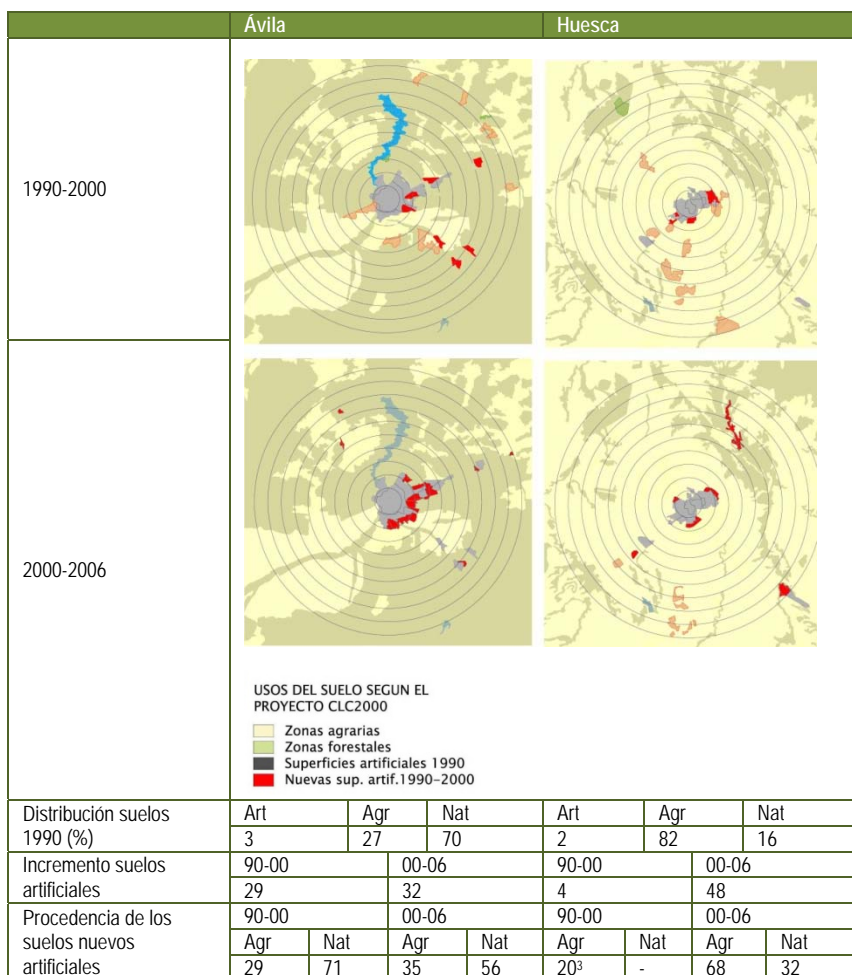 Ávila Huesca
1990-2000
2000-2006
USOS DEL SUELO SEGUN EL
PROYECTO CLC2000
Zonas agrarias
Zonas forestales
Superficies artificiales 1990
Nuevas sup. artif.1990-2000
Distribución suelos Art Agr Nat Art Agr Nat
1990 (%) 3 27 70 2 82 16
Incremento suelos 90-00 00-06 90-00 00-06
artificiales 29 32 4 48
Procedencia de los 90-00 00-06 90-00 00-06
suelos nuevos Agr Nat Agr Nat Agr Nat Agr Nat
artificiales 29 71 35 56 20³ - 68 32